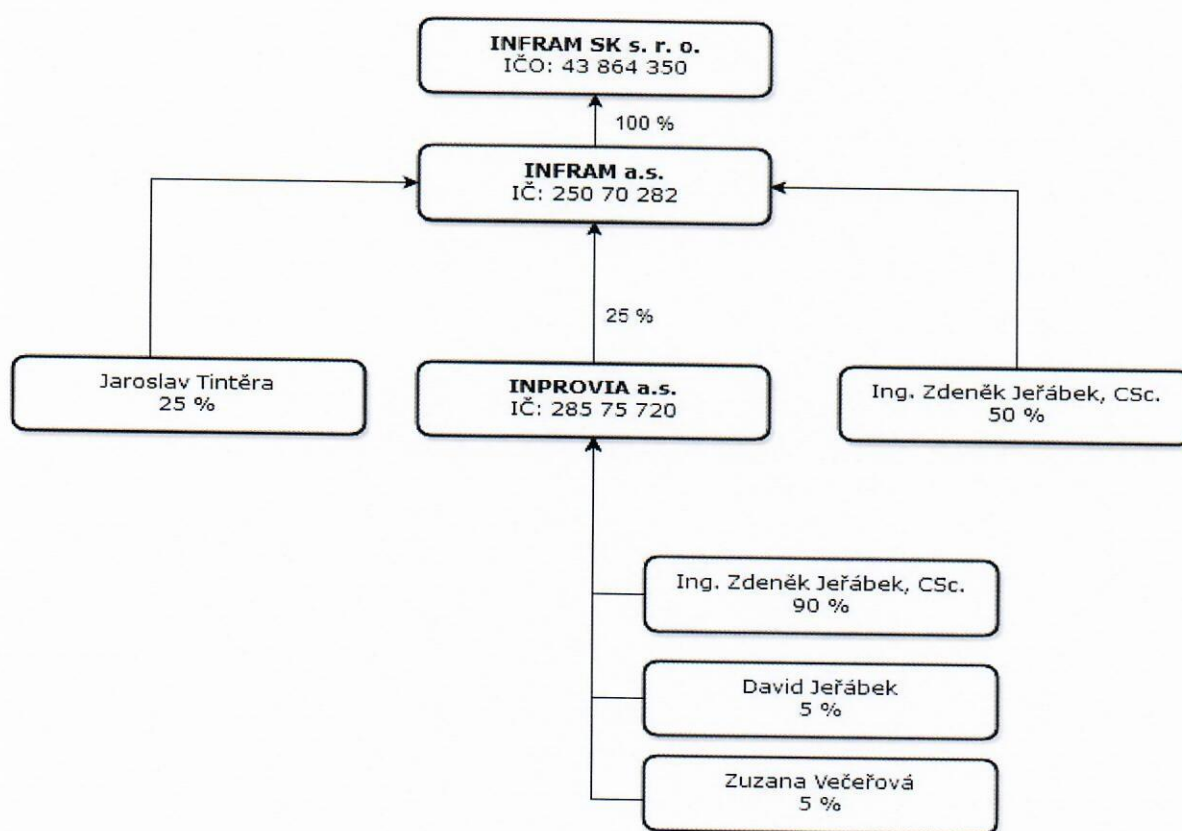 INFRAM SK s. r. o.
IČO: 43 864 350
100 %
INFRAM a.s.
IČ: 250 70 282
25 %
Jaroslav Tintěra
25 %
INPROVIA a.s.
IČ: 285 75 720
Ing. Zdeněk Jeřábek, CSc.
50 %
Ing. Zdeněk Jeřábek, CSc.
90 %
David Jeřábek
5 %
Zuzana Večeřová
5 %